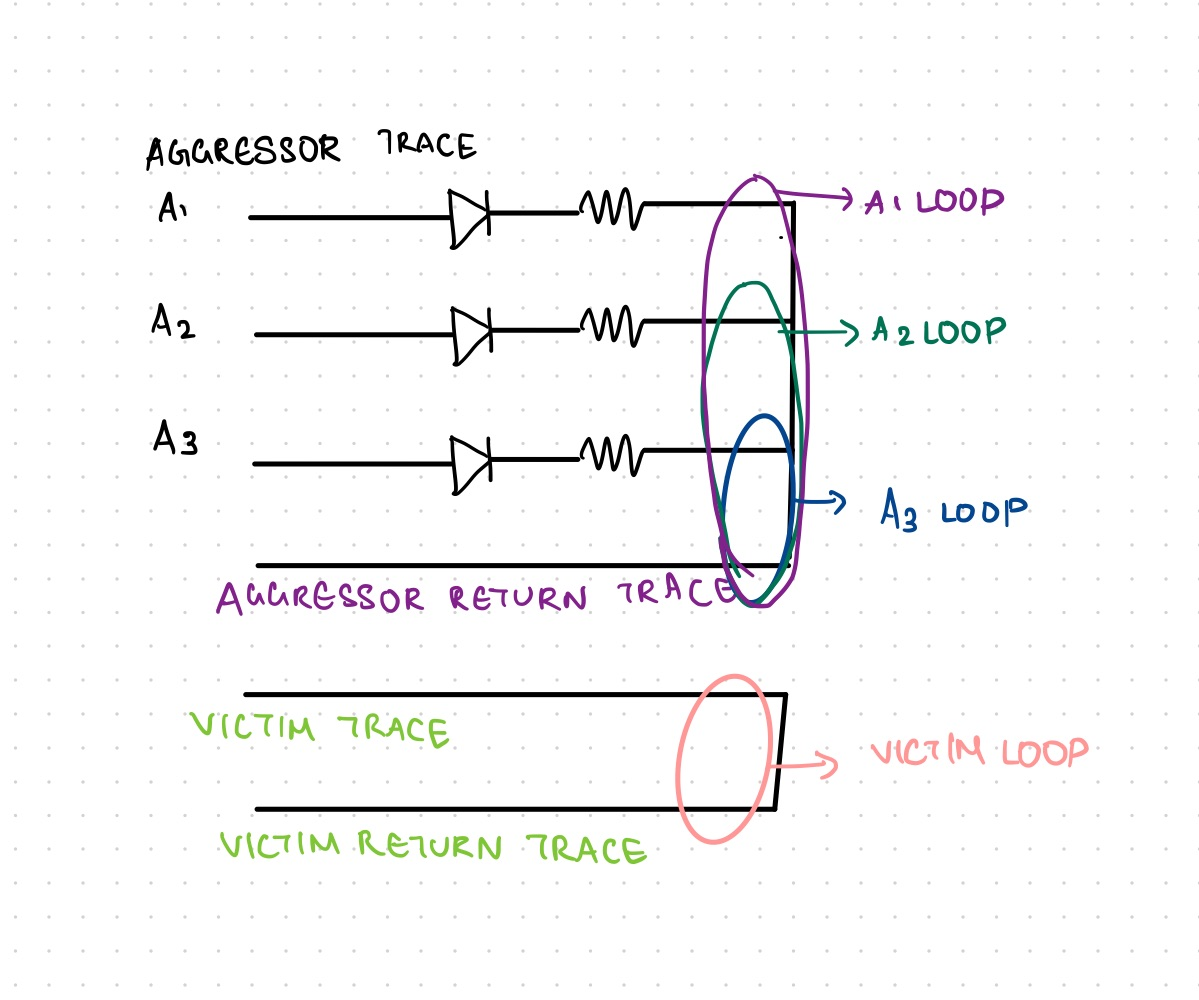 AGGRESSOR TRACE
A1
A1 LOOP
A2
A2 LOOP
A3
A3 LOOP
AGGRESSOR RETURN TRACE
VICTIM TRACE
VICTIM LOOP
VICTIM RETURN TRACE